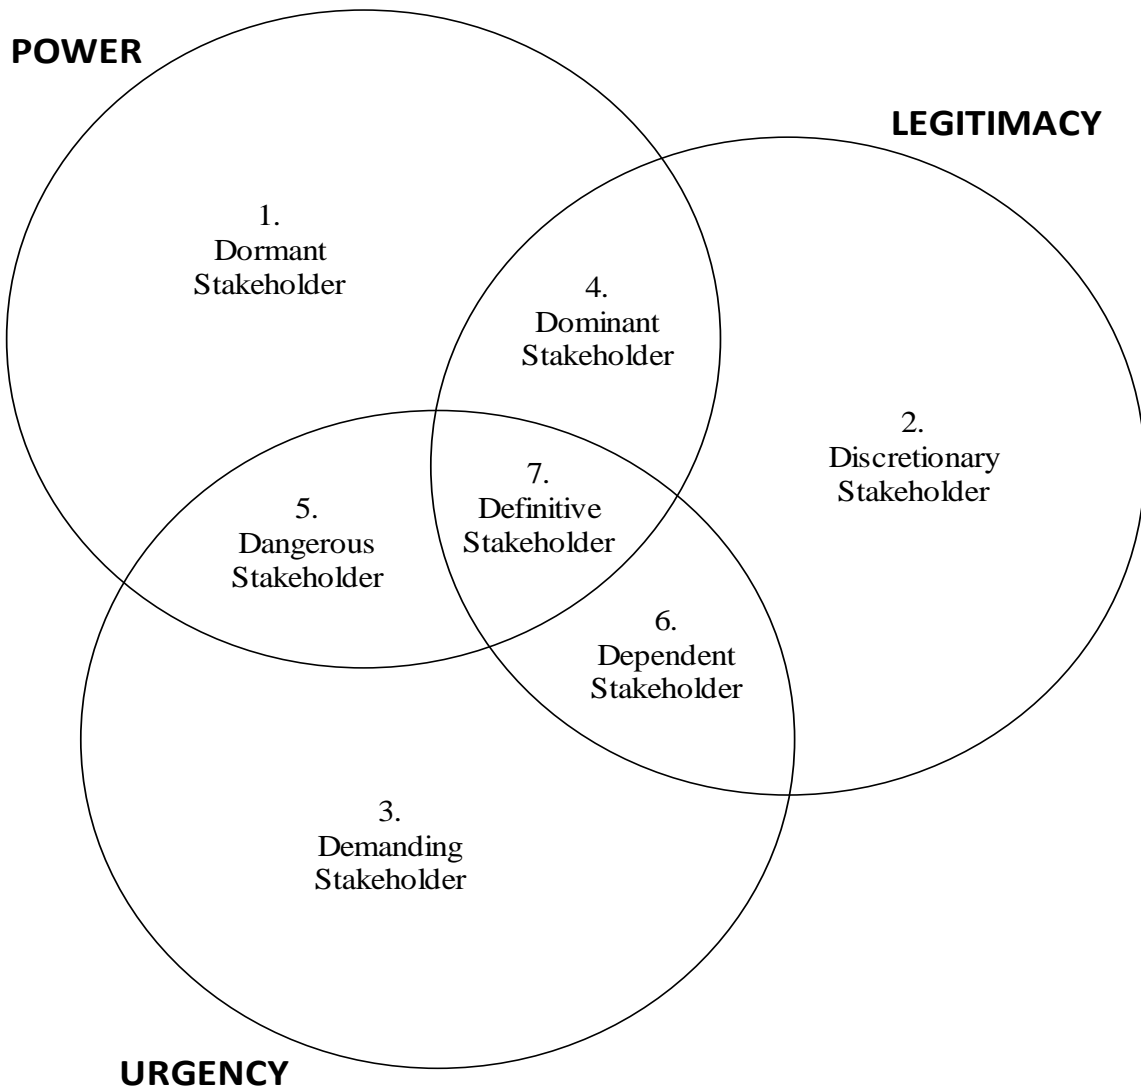 POWER
LEGITIMACY
1.
Dormant
Stakeholder
4.
Dominant
Stakeholder
2.
Discretionary
Stakeholder
7.
Definitive
Stakeholder
5.
Dangerous
Stakeholder
6.
Dependent
Stakeholder
3.
Demanding
Stakeholder
URGENCY